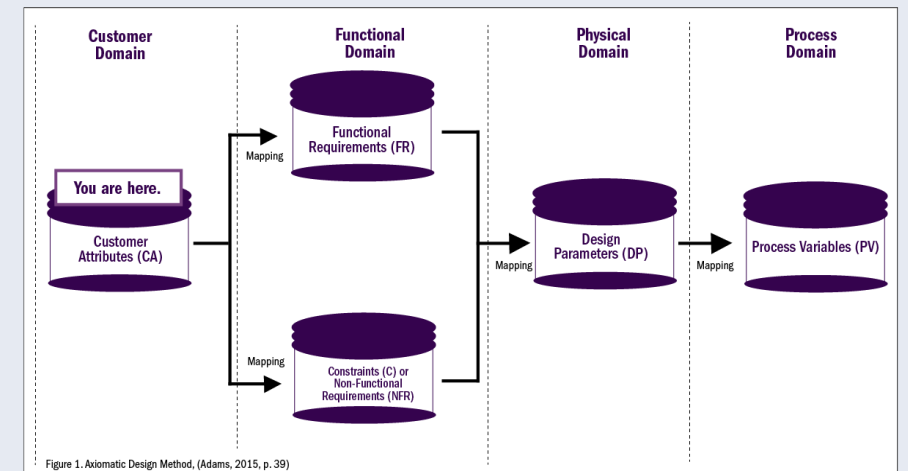 Customer
Domain
Functional
Domain
Physical
Domain
Process
Domain
You are here.
Customer
Attributes (CA)
Mapping
Functional
Requirements (FR)
Mapping
Constraints (C) or
Non-Functional
Requirements (NFR)
Mapping
Design
Parameters (DP)
Mapping
Process Variables (PV)
Figure 1. Axiomatic Design Method, (Adams, 2015, p. 39)